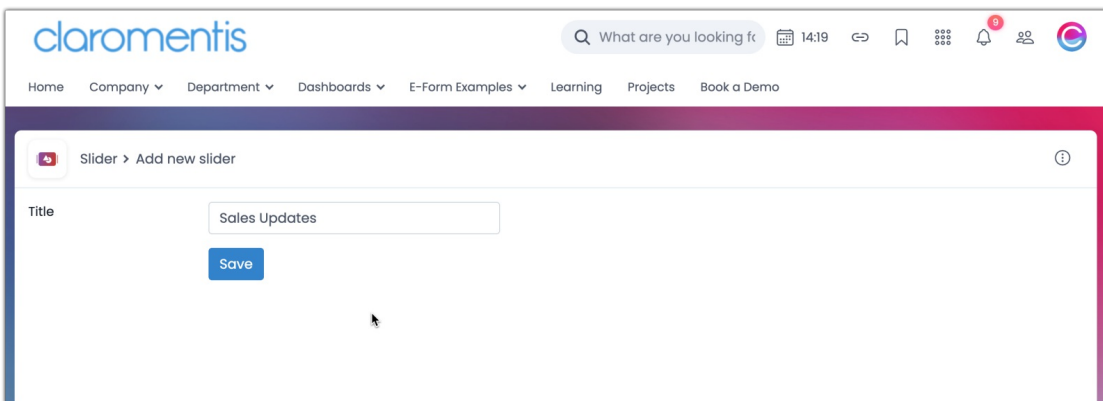 claromentis
What are you looking fo
14:19
9
Home Company Department Dashboards E-Form Examples Learning Projects Book a Demo
Slider > Add new slider
Title
Sales Updates
Save